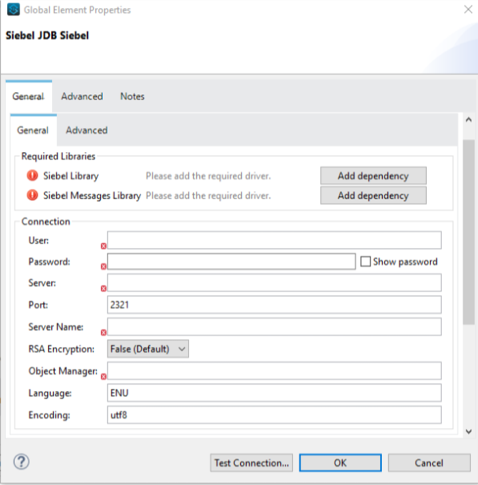 Global Element Properties
Siebel JDB Siebel
General Advanced Notes
General Advanced
Required Libraries
Siebel Library Please add the required driver. Add dependency
Siebel Messages Library Please add the required driver. Add dependency
Connection
User:
Password: Show password
Server:
Port: 2321
Server Name:
RSA Encryption: False (Default)
Object Manager:
Language: ENU
Encoding: utf8
? Test Connection... OK Cancel